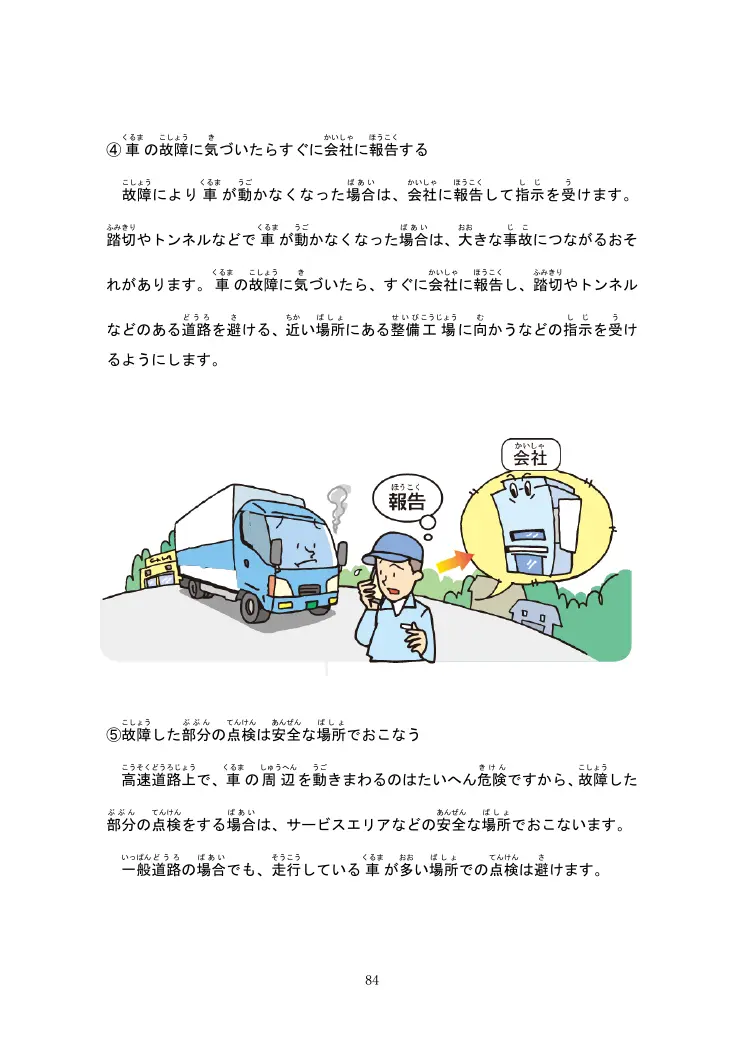 ④車の故障に気づいたらすぐに会社に報告する
故障により車が動かなくなった場合は、会社に報告して指示を受けます。
踏切やトンネルなどで車が動かなくなった場合は、大きな事故につながるおそ
れがあります。車の故障に気づいたら、すぐに会社に報告し、踏切やトンネル
などのある道路を避ける、近い場所にある整備工場に向かうなどの指示を受け
るようにします。
会社
報告
⑤故障した部分の点検は安全な場所でおこなう
高速道路上で、車の周辺を動きまわるのはたいへん危険ですから、故障した
部分の点検をする場合は、サービスエリアなどの安全な場所でおこないます。
一般道路の場合でも、走行している車が多い場所での点検は避けます。
84